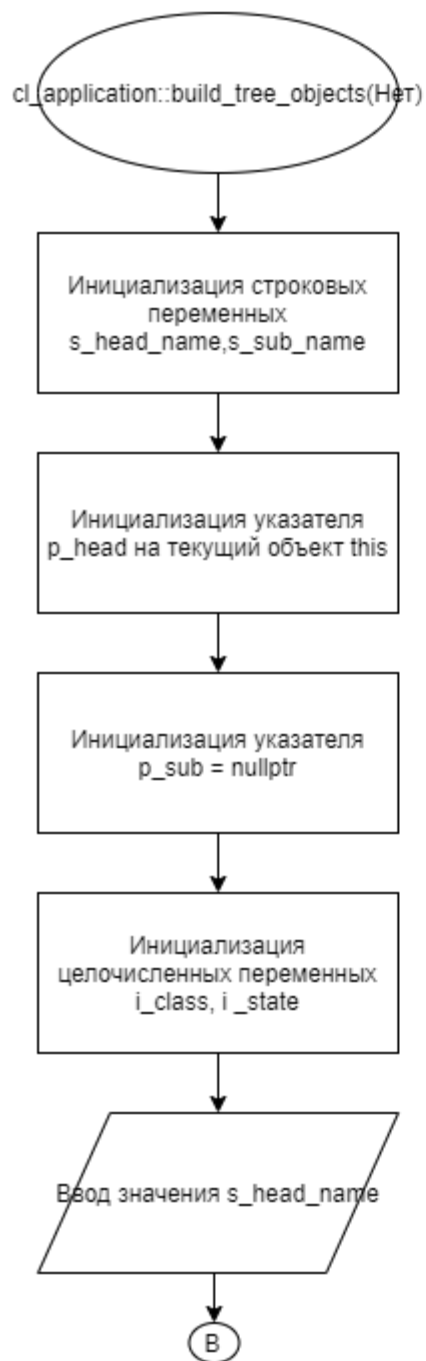 cl_application::build_tree_objects(Нет)
Инициализация строковых
переменных
s_head_name,s_sub_name
Инициализация указателя
p_head на текущий объект this
Инициализация указателя
p_sub = nullptr
Инициализация
целочисленных переменных
i_class, i _state
Ввод значения s_head_name
B